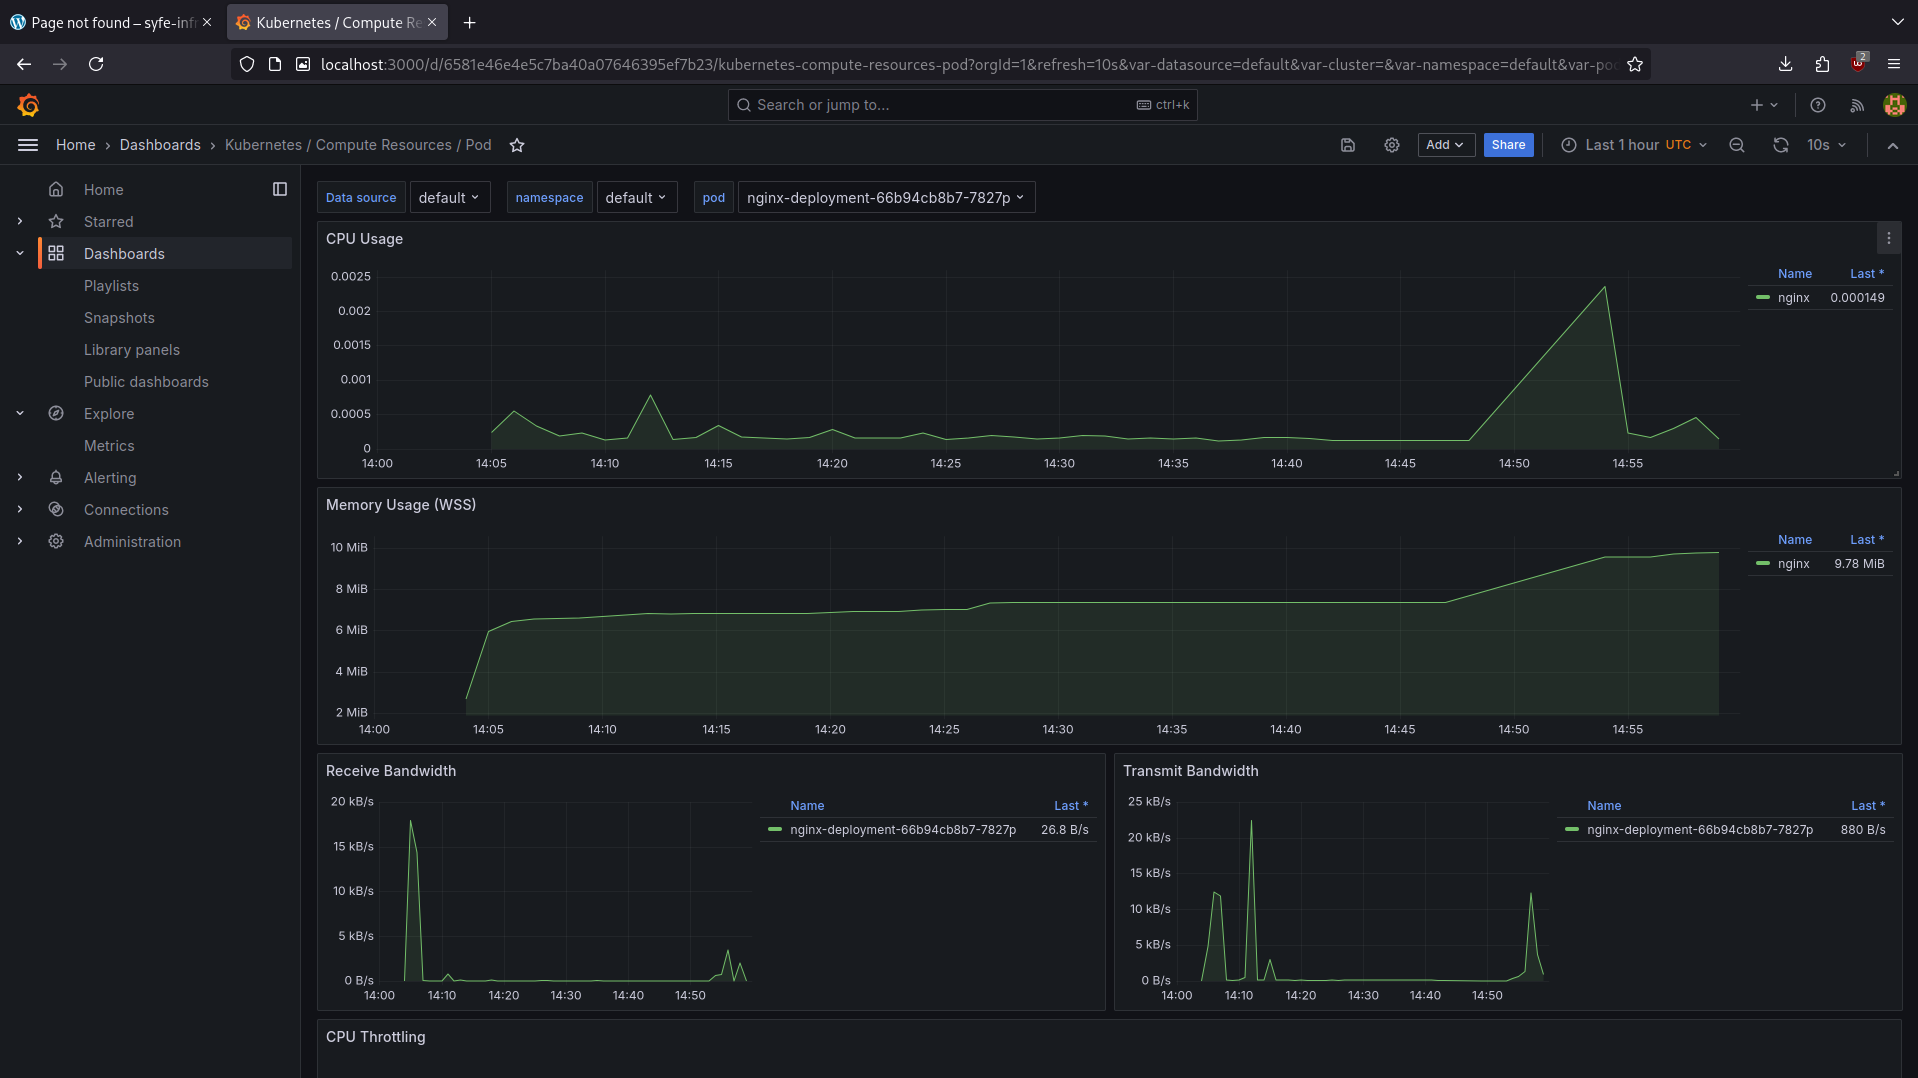 Page not found – syfe-infr
Kubernetes / Compute Re
localhost:3000/d/6581e46e4e5c7ba40a07646395ef7b23/kubernetes-compute-resources-pod?orgId=1&refresh=10s&var-datasource=default&var-cluster=&var-namespace=default&var-po
2
Search or jump to...
ctrl+k
Home › Dashboards › Kubernetes / Compute Resources / Pod
Add
Share
Last 1 hour UTC
10s
Home
Starred
Dashboards
Playlists
Snapshots
Library panels
Public dashboards
Explore
Metrics
Alerting
Connections
Administration
Data source default namespace default pod nginx-deployment-66b94cb8b7-7827p
CPU Usage
0.0025
0.002
0.0015
0.001
0.0005
0
14:00 14:05 14:10 14:15 14:20 14:25 14:30 14:35 14:40 14:45 14:50 14:55
Name Last *
nginx 0.000149
Memory Usage (WSS)
10 MiB
8 MiB
6 MiB
4 MiB
2 MiB
14:00 14:05 14:10 14:15 14:20 14:25 14:30 14:35 14:40 14:45 14:50 14:55
Name Last *
nginx 9.78 MiB
Receive Bandwidth
20 kB/s
15 kB/s
10 kB/s
5 kB/s
0 B/s
14:00 14:10 14:20 14:30 14:40 14:50
Name Last *
nginx-deployment-66b94cb8b7-7827p 26.8 B/s
Transmit Bandwidth
25 kB/s
20 kB/s
15 kB/s
10 kB/s
5 kB/s
0 B/s
14:00 14:10 14:20 14:30 14:40 14:50
Name Last *
nginx-deployment-66b94cb8b7-7827p 880 B/s
CPU Throttling